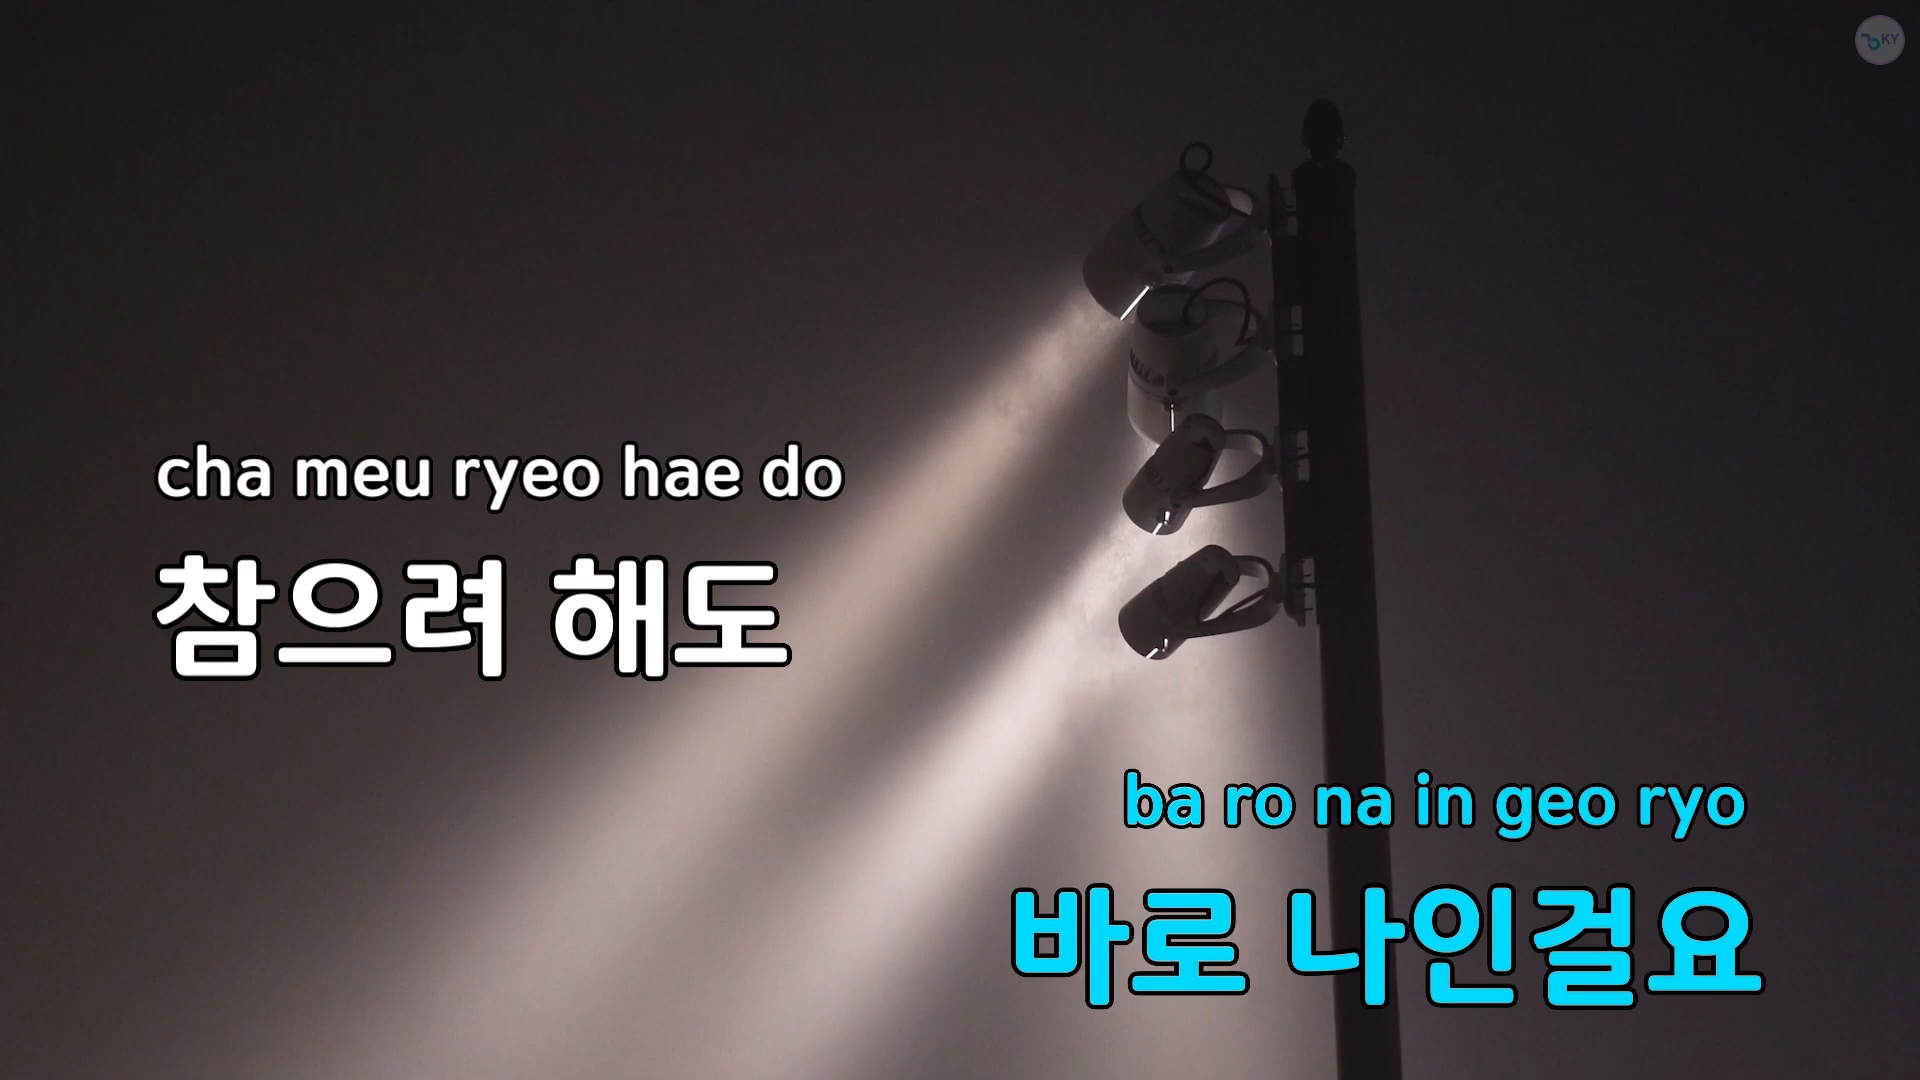 KY
cha meu ryeo hae do
참으려 해도
ba ro na in geo ryo
바로 나인걸요